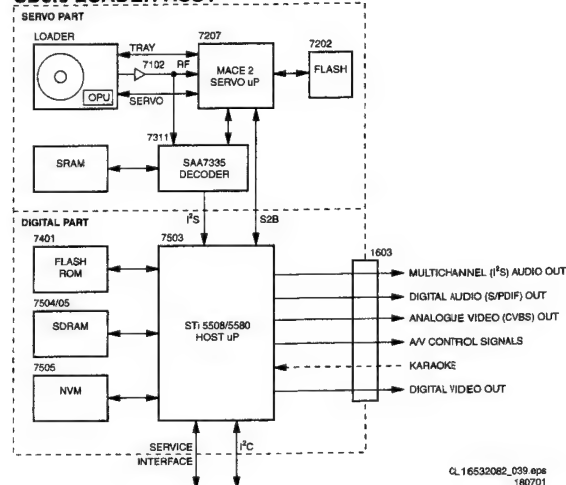 SERVO PART
LOADER
TRAY
7102
RF
OPU
SERVO
7207
MACE 2
SERVO uP
7202
FLASH
7311
SAA7335
DECODER
SRAM
I²S
S2B
DIGITAL PART
7401
FLASH
ROM
7503
STi 5508/5580
HOST uP
7504/05
SDRAM
7505
NVM
1603
MULTICHANNEL (I²S) AUDIO OUT
DIGITAL AUDIO (S/PDIF) OUT
ANALOGUE VIDEO (CVBS) OUT
A/V CONTROL SIGNALS
KARAOKE
DIGITAL VIDEO OUT
SERVICE
INTERFACE
I²C
CL16532082_039.eps
180701